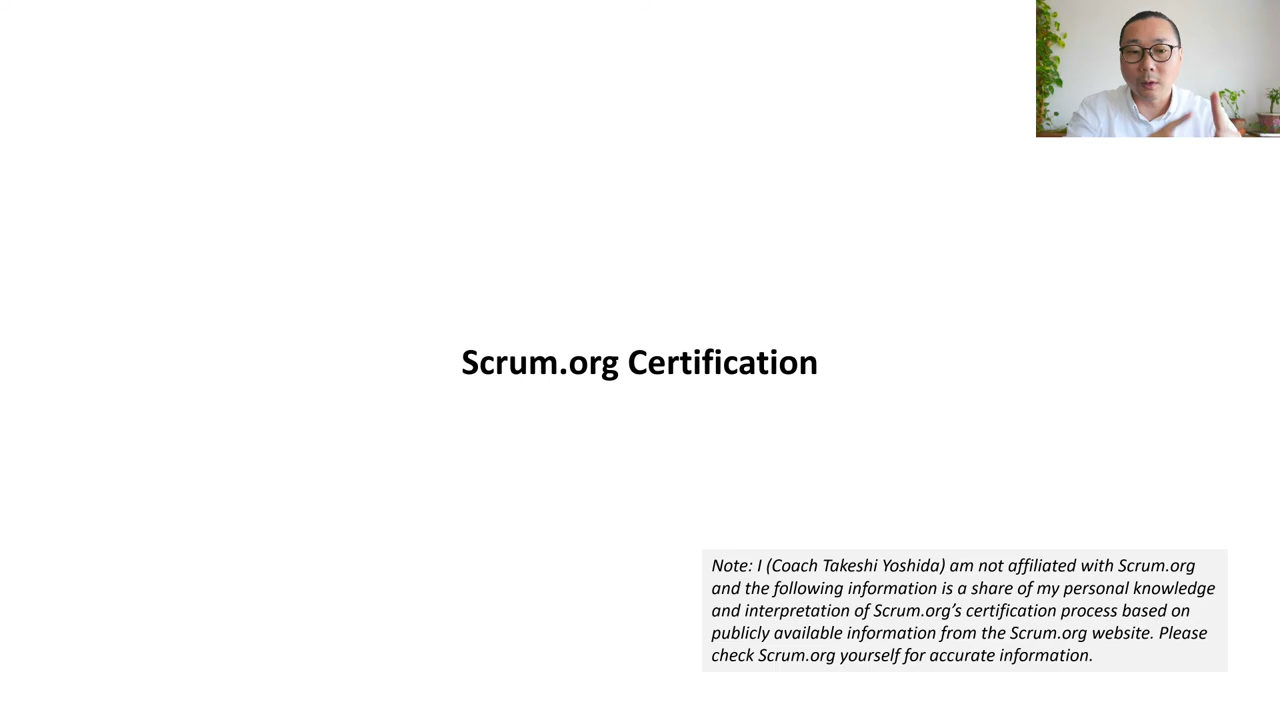 Scrum.org Certification
Note: I (Coach Takeshi Yoshida) am not affiliated with Scrum.org
and the following information is a share of my personal knowledge
and interpretation of Scrum.org’s certification process based on
publicly available information from the Scrum.org website. Please
check Scrum.org yourself for accurate information.